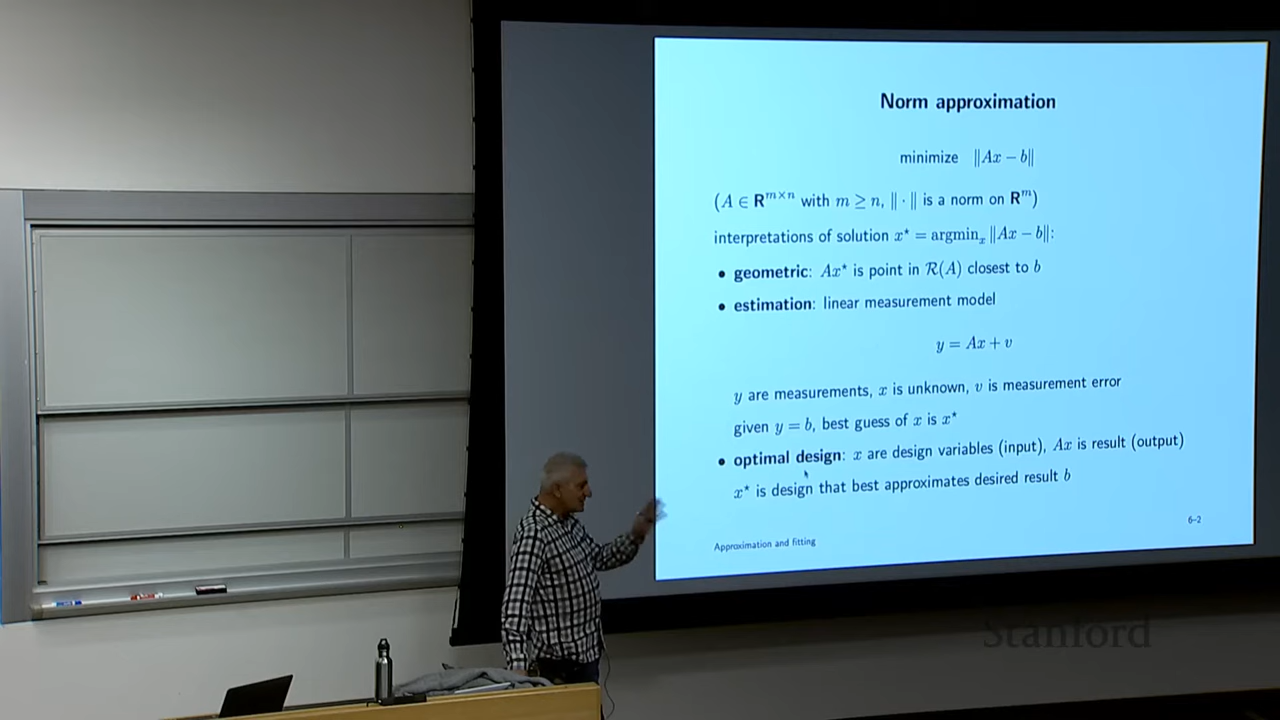 Norm approximation
minimize ‖Ax − b‖
(A ∈ R^{m×n} with m ≥ n, ‖ · ‖ is a norm on R^m)
interpretations of solution x⋆ = argmin_x ‖Ax − b‖:
• geometric: Ax⋆ is point in ℛ(A) closest to b
• estimation: linear measurement model
y = Ax + v
y are measurements, x is unknown, v is measurement error
given y = b, best guess of x is x⋆
• optimal design: x are design variables (input), Ax is result (output)
x⋆ is design that best approximates desired result b
6–2
Approximation and fitting
Stanford